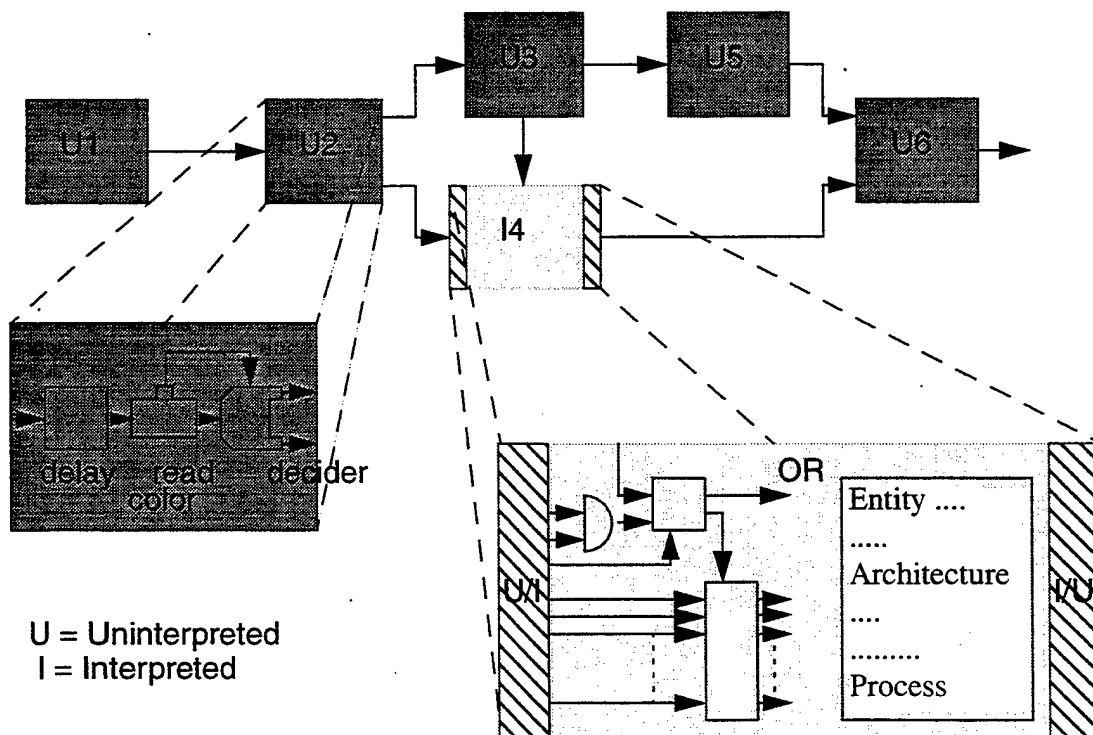 U3
U5
U1
U2
U6
I4
delay
read
decider
color
OR
Entity ....
.....
Architecture
U/I
I/U
....
.........
Process
U = Uninterpreted
I = Interpreted